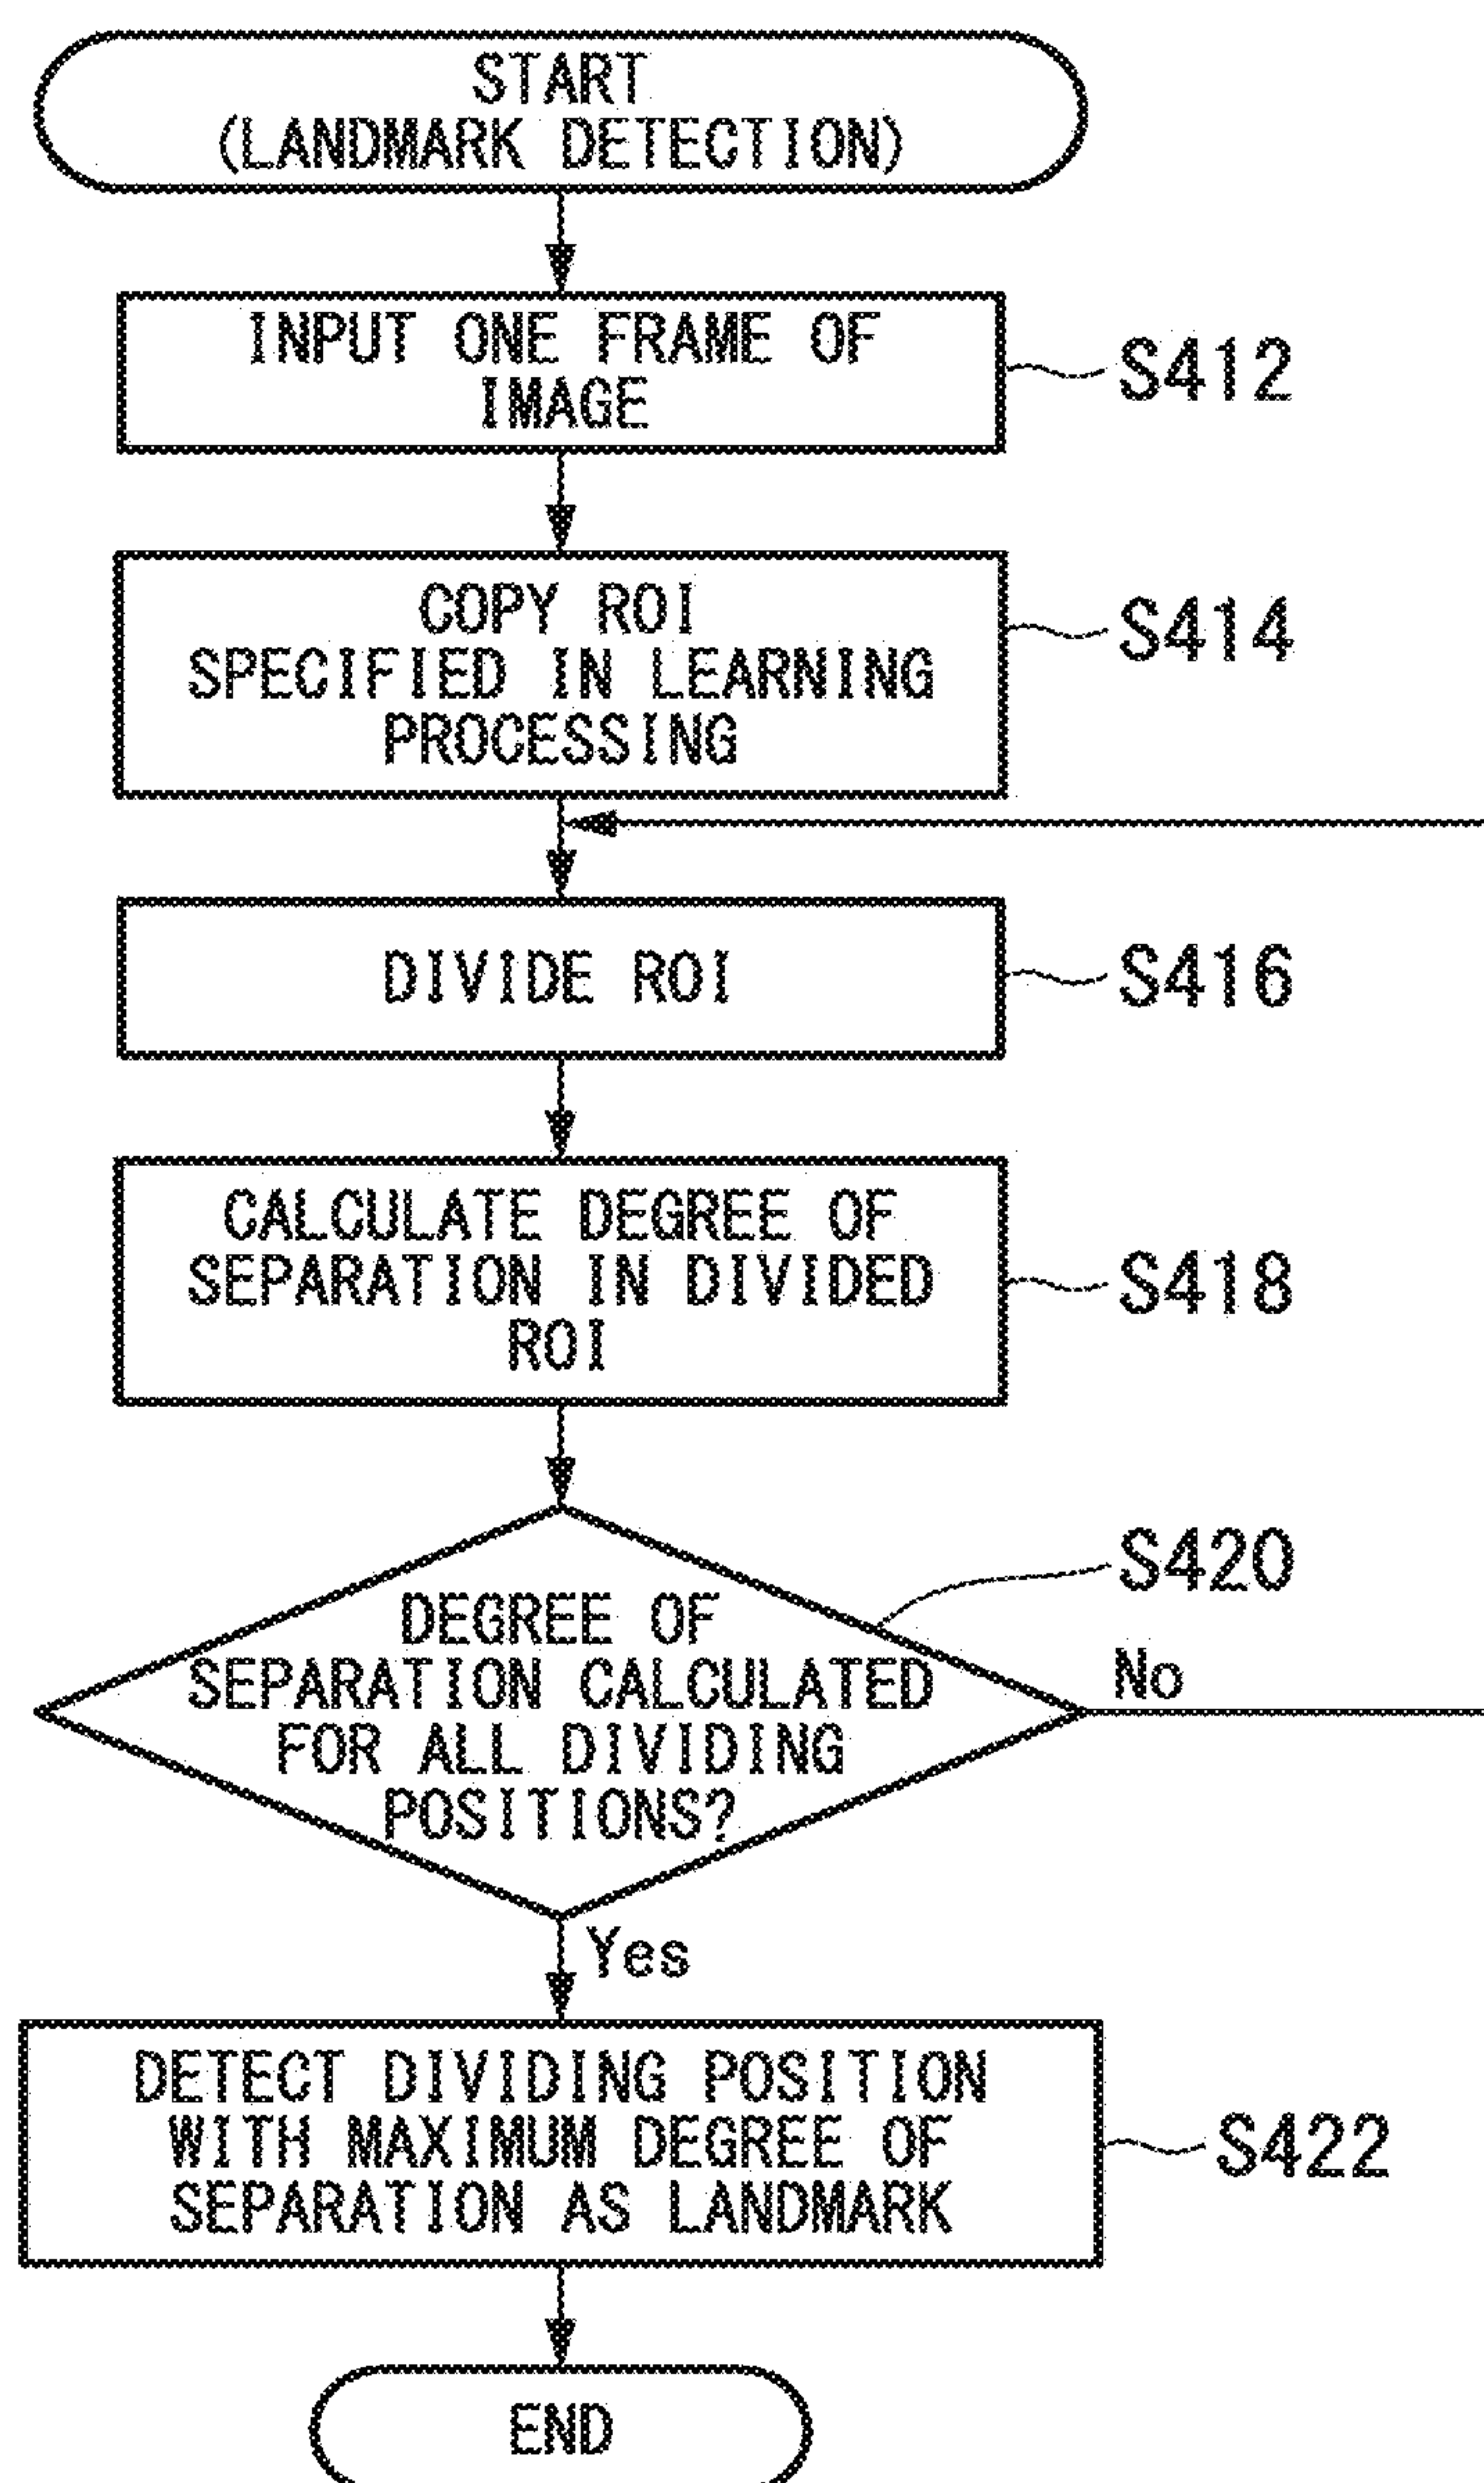 START
(LANDMARK DETECTION)
INPUT ONE FRAME OF
IMAGE
S412
COPY ROI
SPECIFIED IN LEARNING
PROCESSING
S414
DIVIDE ROI
S416
CALCULATE DEGREE OF
SEPARATION IN DIVIDED
ROI
S418
DEGREE OF
SEPARATION CALCULATED
FOR ALL DIVIDING
POSITIONS?
S420
No
Yes
DETECT DIVIDING POSITION
WITH MAXIMUM DEGREE OF
SEPARATION AS LANDMARK
S422
END